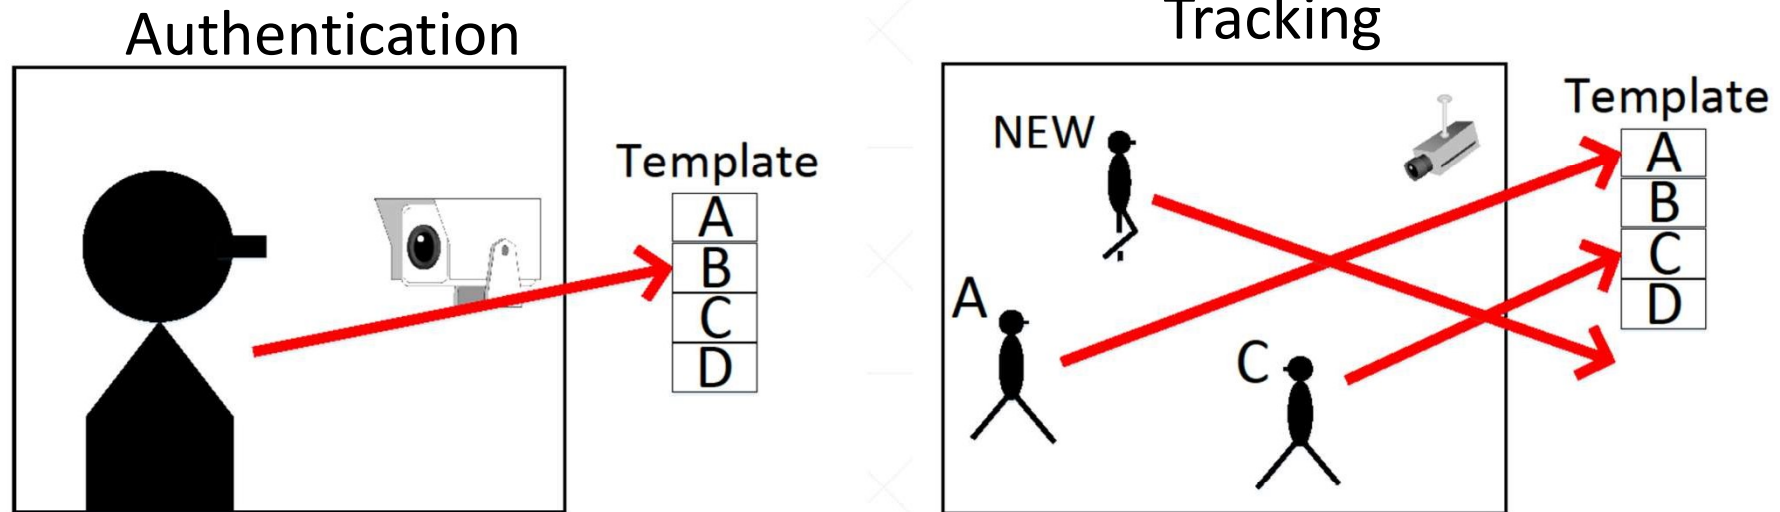 Authentication
Template
A
B
C
D
Tracking
Template
A
B
C
D
NEW
A
C